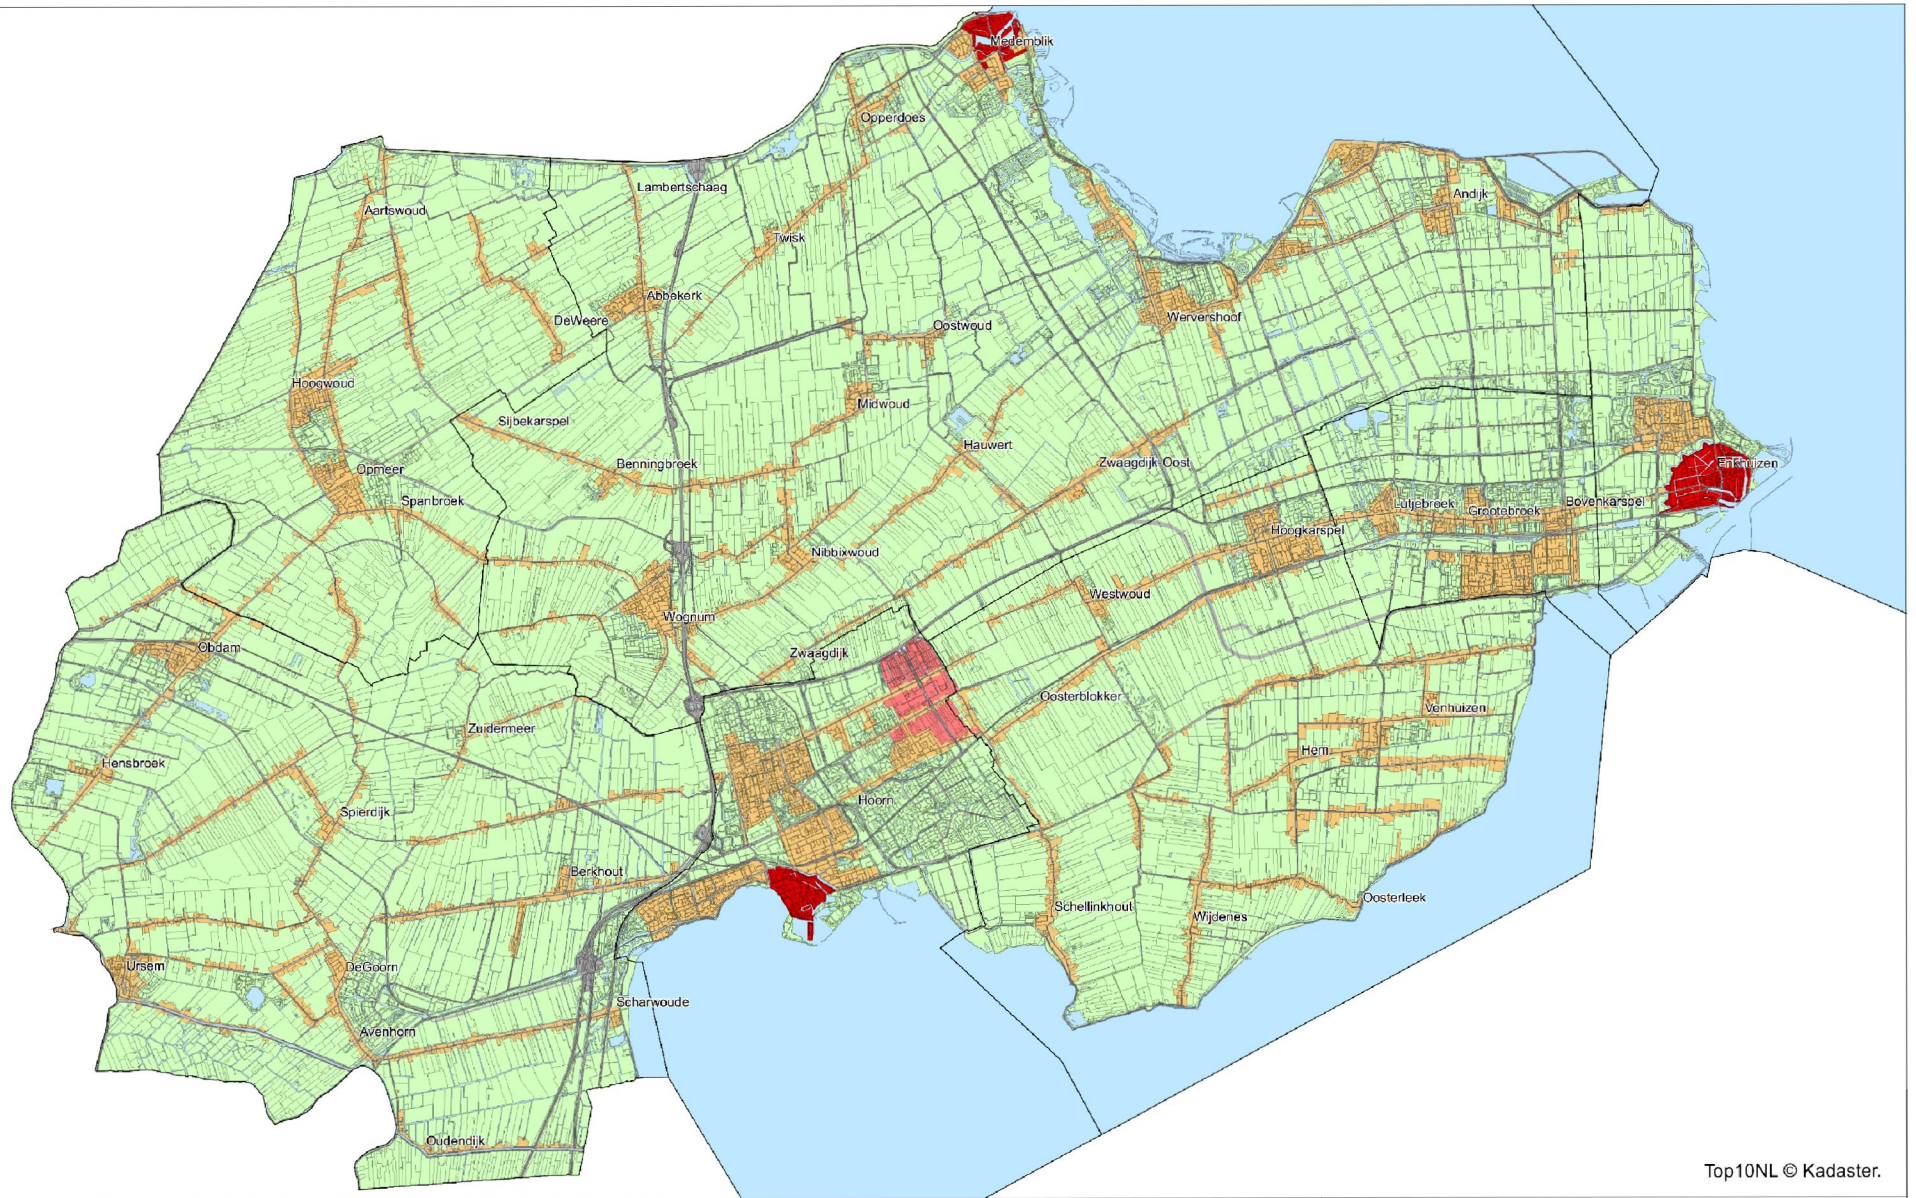 Medemblik
Opperdoes
Lambertschaag
Andijk
Aartswoud
Twisk
Abbekerk
DeWeere
Wervershoof
Oostwoud
Hoogwoud
Midwoud
Sijbekarspel
Hauwert
Benningbroek
Zwaagdijk-Oost
Enkhuizen
Opmeer
Spanbroek
Lutjebroek
Grootebroek
Bovenkarspel
Hoogkarspel
Nibbixwoud
Westwoud
Wognum
Obdam
Zwaagdijk
Oosterblokker
Venhuizen
Zuidermeer
Hem
Hensbroek
Hoorn
Spierdijk
Berkhout
Oosterleek
Schellinkhout
Wijdenes
Ursem
DeGoorn
Scharwoude
Avenhorn
Oudendijk
Top10NL © Kadaster.